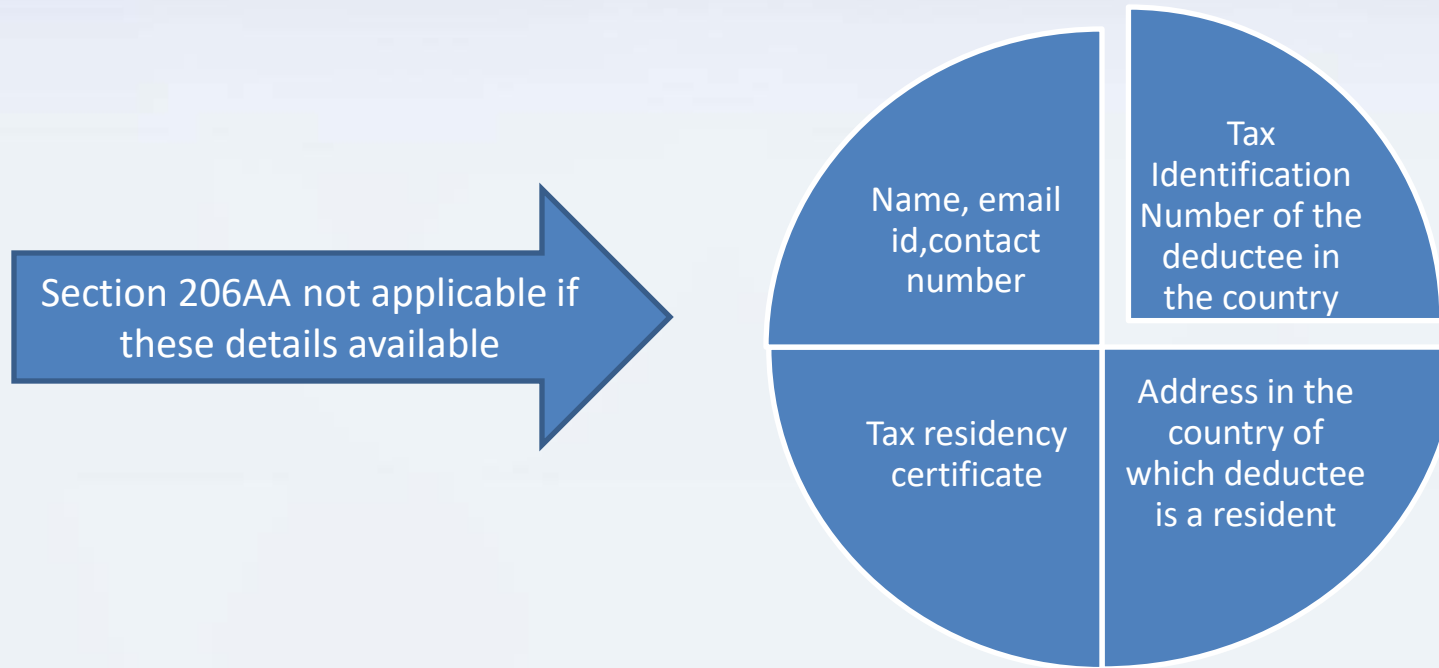 Section 206AA not applicable if
these details available
Name, email
id,contact
number
Tax
Identification
Number of the
deductee in
the country
Tax residency
certificate
Address in the
country of
which deductee
is a resident